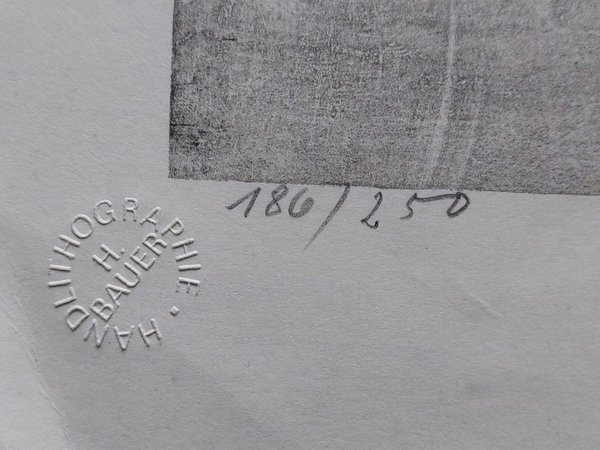 186/250
HANDLITHOGRAPHIE ·
H.
BAUER